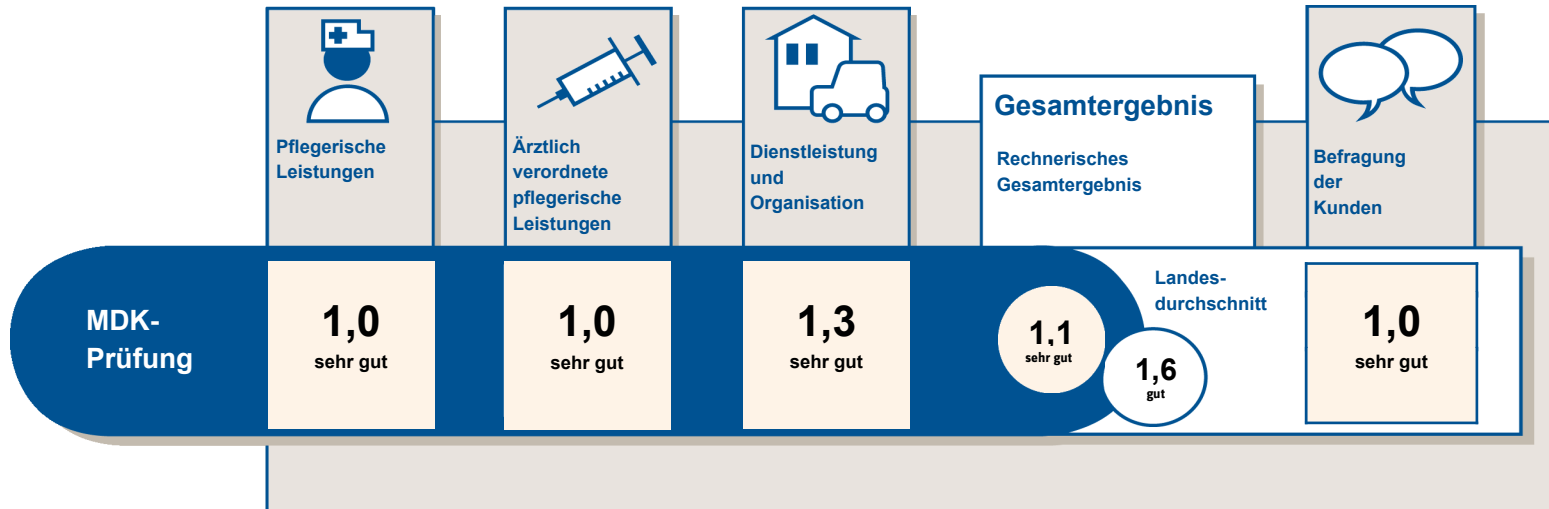 Pflegerische
Leistungen
Ärztlich
verordnete
pflegerische
Leistungen
Dienstleistung
und
Organisation
Gesamtergebnis
Rechnerisches
Gesamtergebnis
Befragung
der
Kunden
MDK-
Prüfung
1,0
sehr gut
1,0
sehr gut
1,3
sehr gut
1,1
sehr gut
Landes-
durchschnitt
1,6
gut
1,0
sehr gut